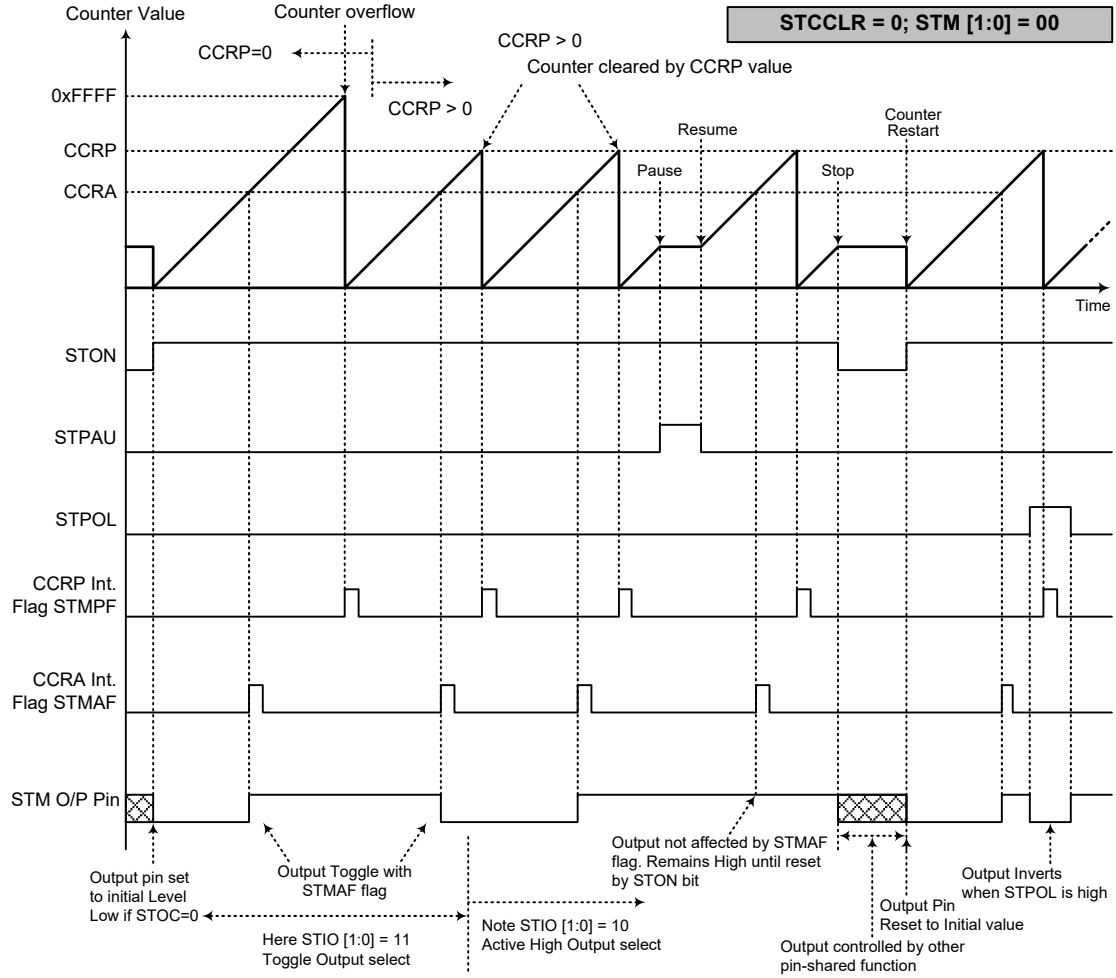 Counter Value
Counter overflow
STCCLR = 0; STM [1:0] = 00
CCRP=0
CCRP > 0
CCRP > 0
Counter cleared by CCRP value
0xFFFF
CCRP
CCRA
Pause
Resume
Stop
Counter
Restart
Time
STON
STPAU
STPOL
CCRP Int.
Flag STMPF
CCRA Int.
Flag STMAF
STM O/P Pin
Output pin set
to initial Level
Low if STOC=0
Output Toggle with
STMAF flag
Here STIO [1:0] = 11
Toggle Output select
Note STIO [1:0] = 10
Active High Output select
Output not affected by STMAF
flag. Remains High until reset
by STON bit
Output controlled by other
pin-shared function
Output Pin
Reset to Initial value
Output Inverts
when STPOL is high